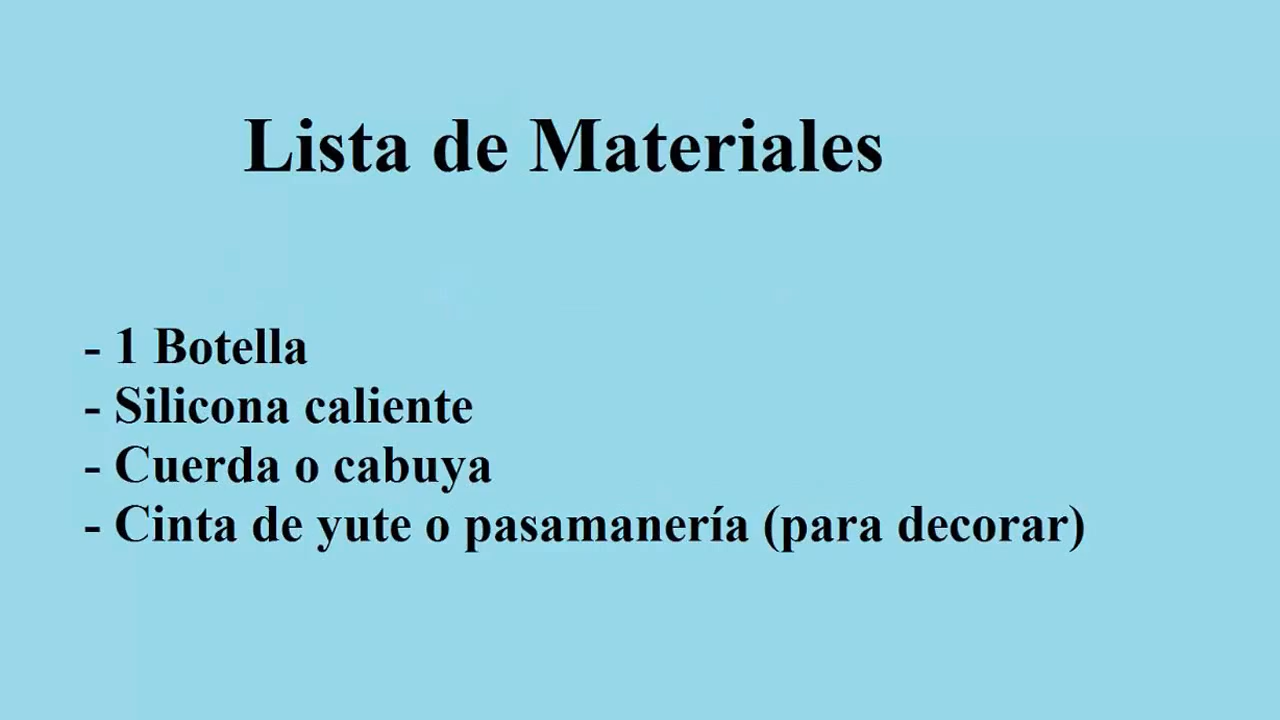 Lista de Materiales
- 1 Botella
- Silicona caliente
- Cuerda o cabuya
- Cinta de yute o pasamanería (para decorar)